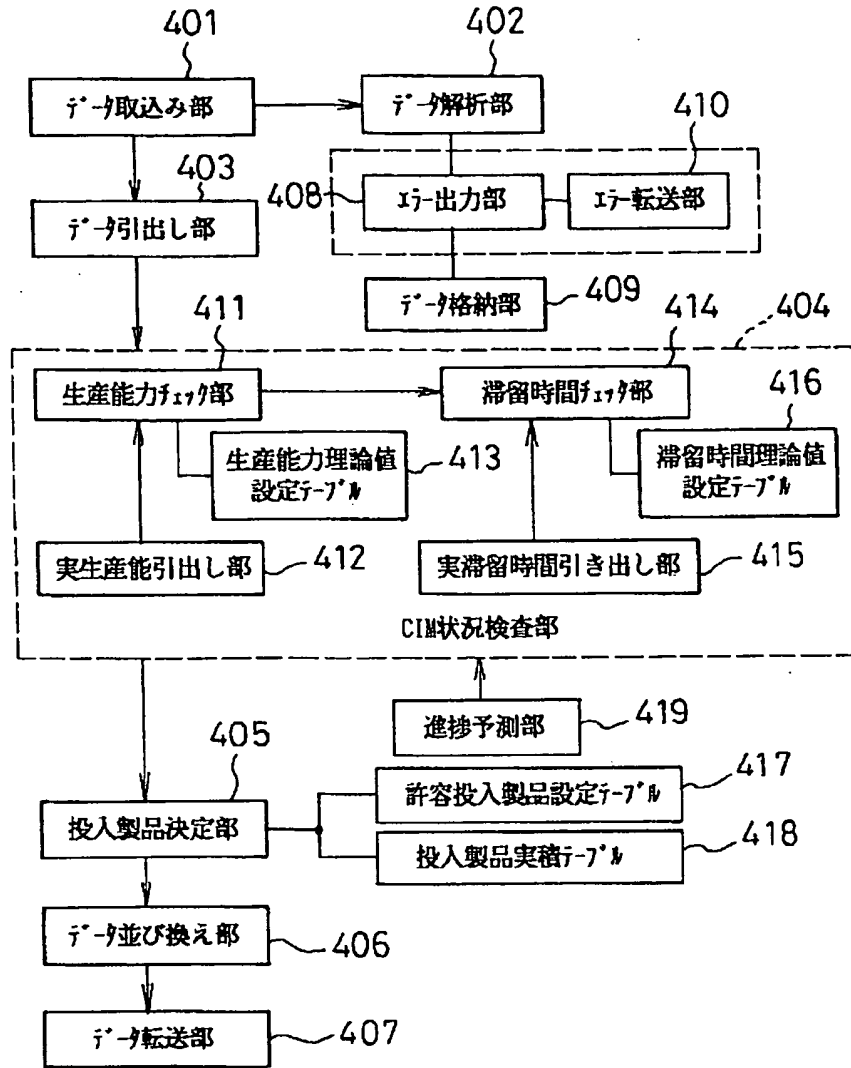 401
402
データ取込み部
データ解析部
410
403
408
エラー出力部
エラー転送部
データ引出し部
データ格納部
409
411
414
404
生産能力チェック部
滞留時間チェック部
416
生産能力理論値
設定テーブル
413
滞留時間理論値
設定テーブル
実生産能引出し部
412
実滞留時間引き出し部
415
CIM状況検査部
進捗予測部
419
405
417
許容投入製品設定テーブル
投入製品決定部
418
投入製品実積テーブル
データ並び換え部
406
データ転送部
407